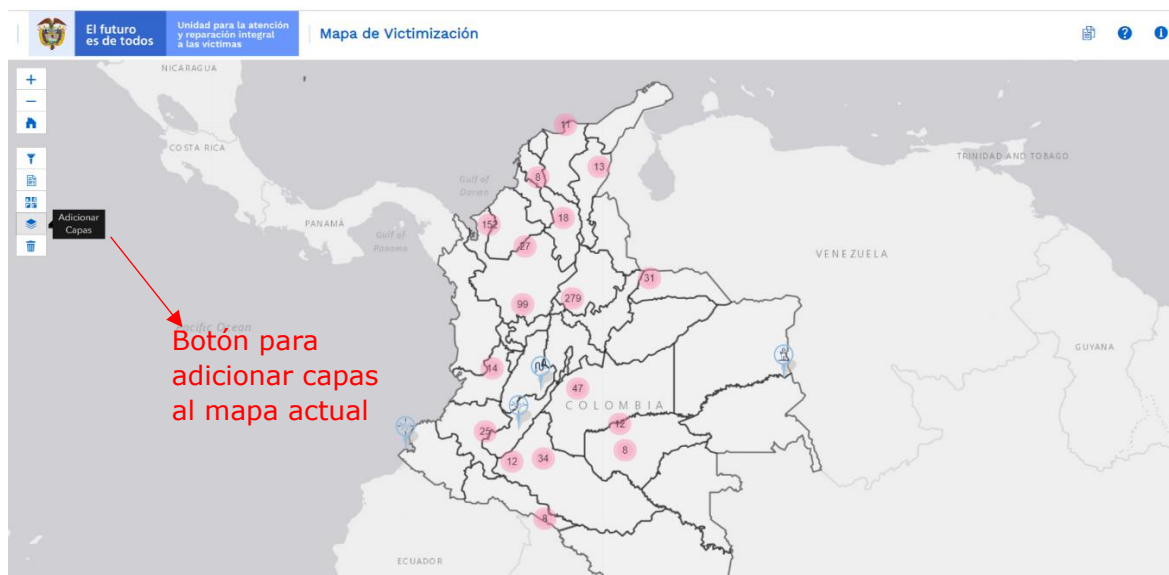 El futuro
es de todos
Unidad para la atención
y reparación integral
a las víctimas
Mapa de Victimización
NICARAGUA
COSTA RICA
PANAMÁ
Gulf of
Darien
Gulf of
Panama
TRINIDAD AND TOBAGO
VENEZUELA
GUYANA
Pacific Ocean
COLOMBIA
ECUADOR
Adicionar
Capas
Botón para
adicionar capas
al mapa actual
11
13
8
18
152
27
31
99
279
14
47
12
25
8
12
34
8